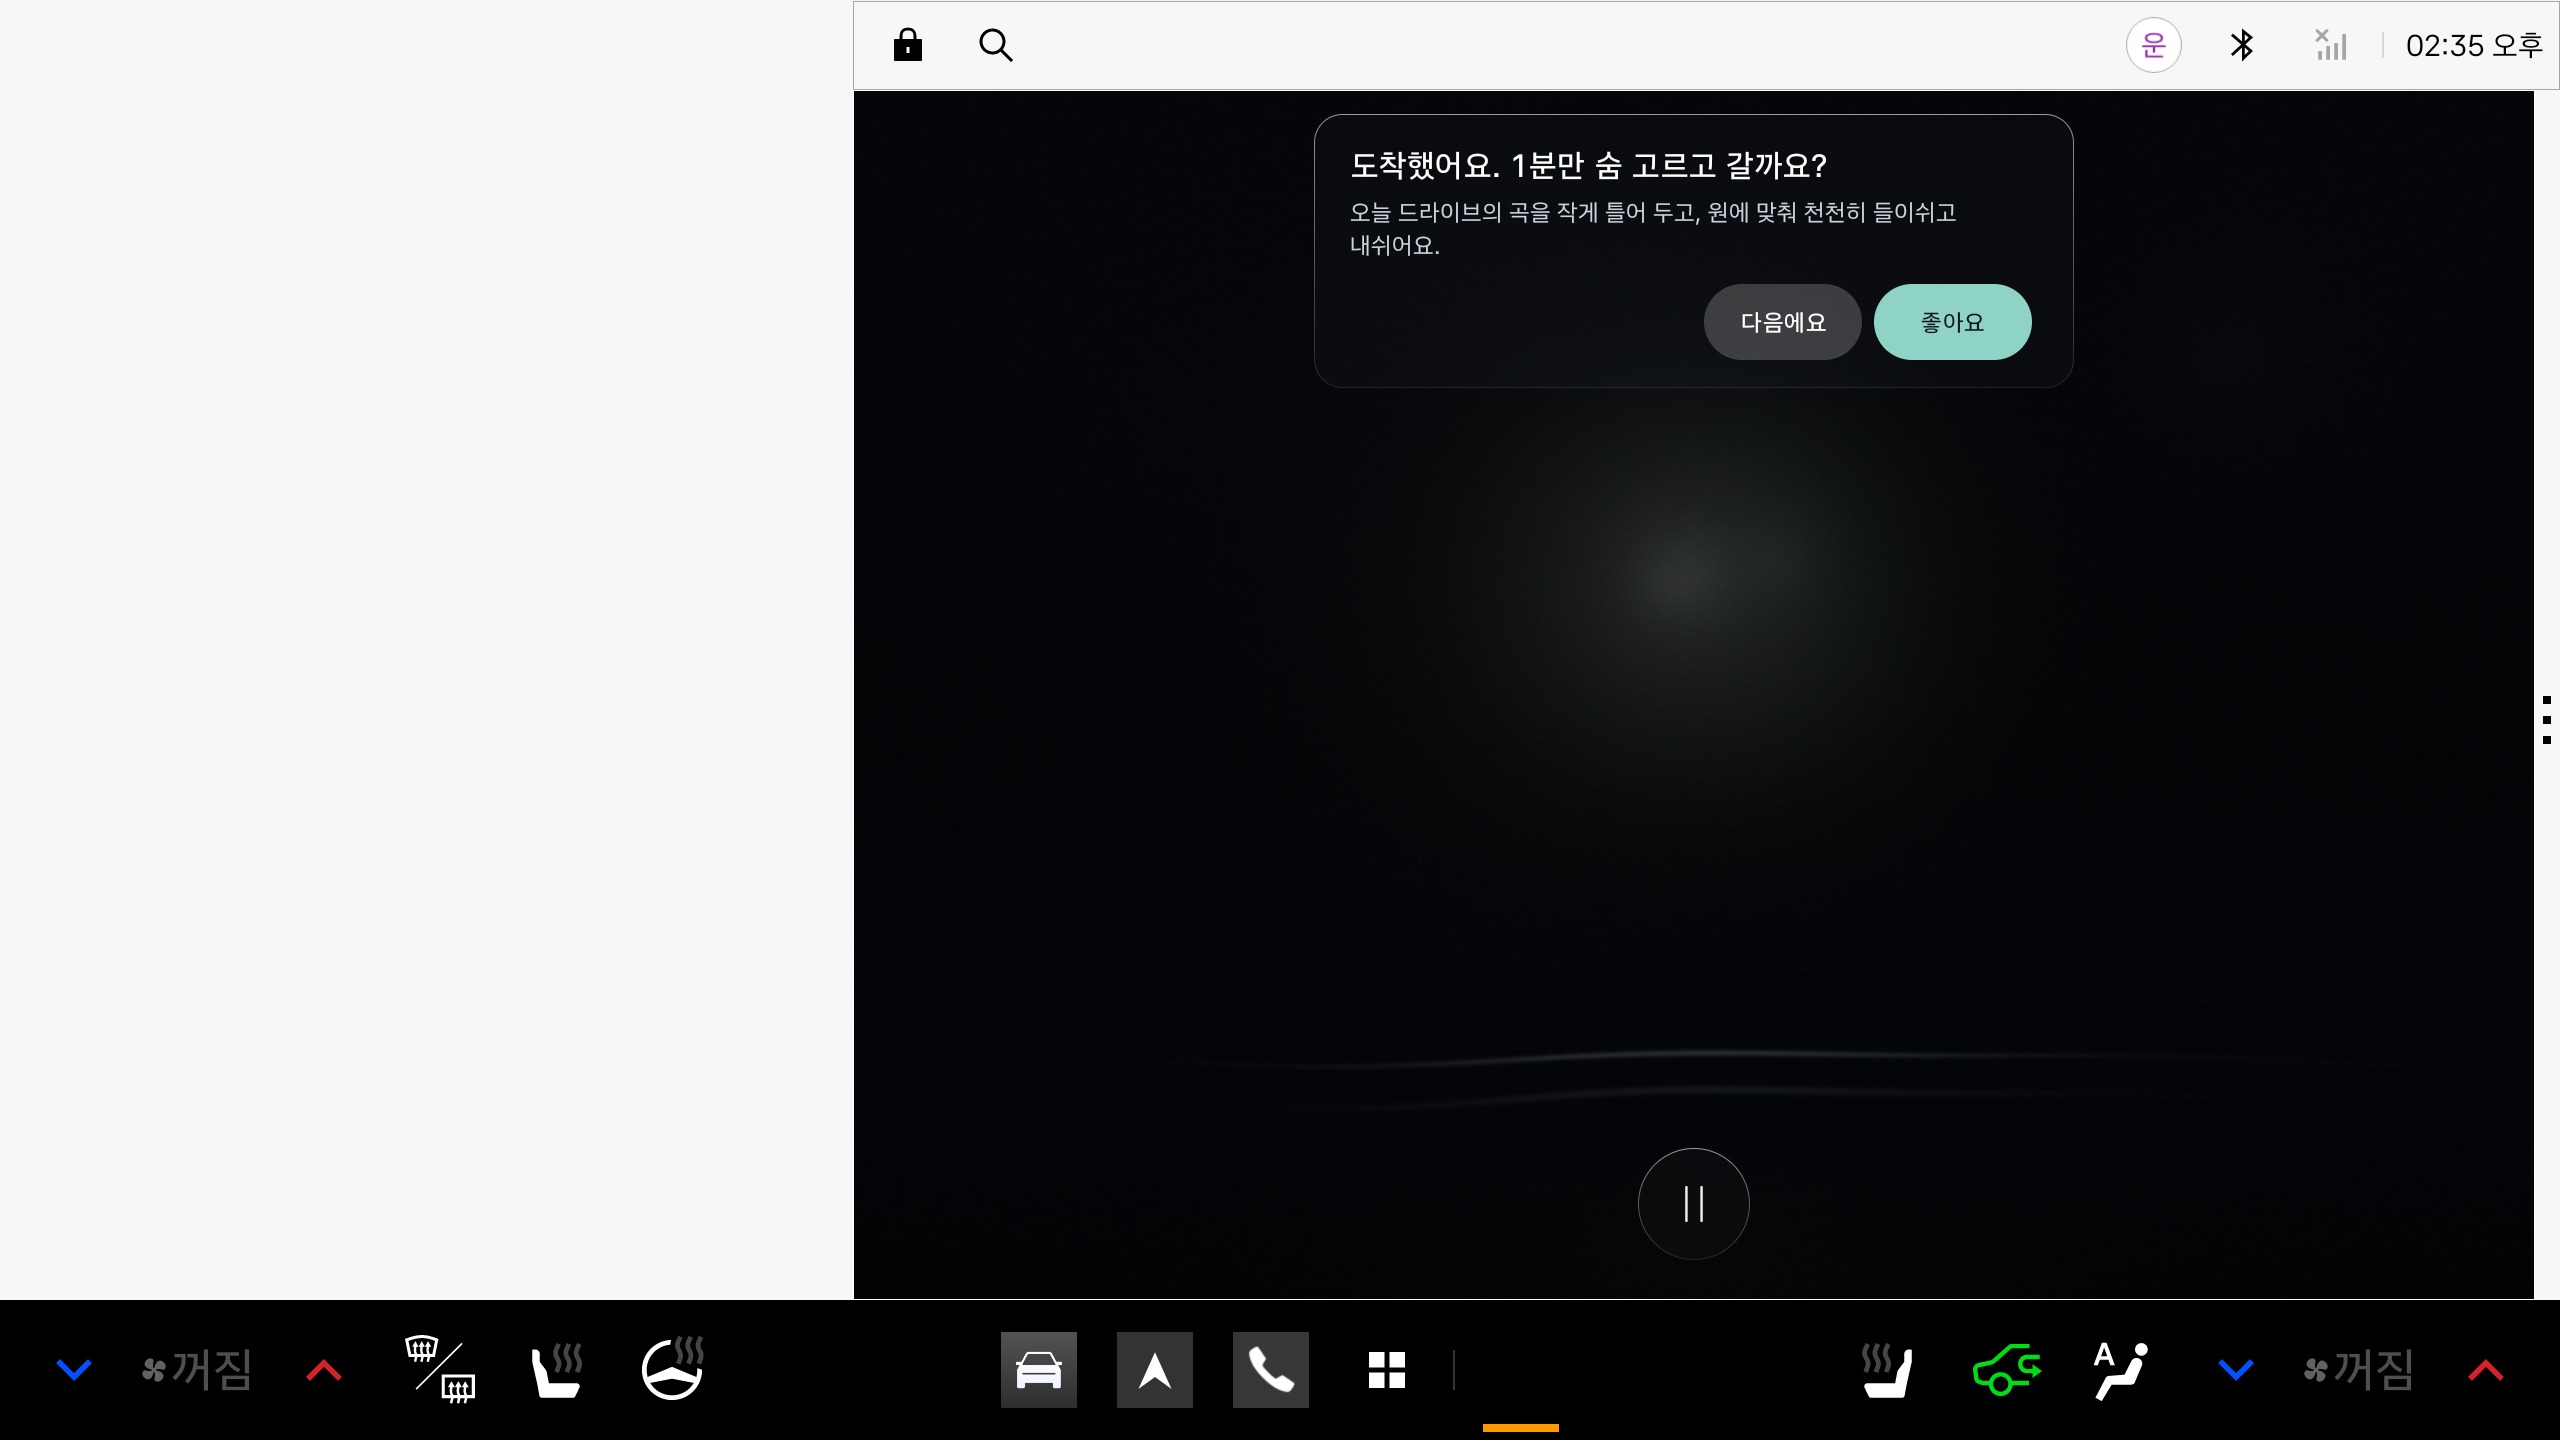 운
02:35 오후
도착했어요. 1분만 숨 고르고 갈까요?
오늘 드라이브의 곡을 작게 틀어 두고, 원에 맞춰 천천히 들이쉬고
내쉬어요.
다음에요
좋아요
꺼짐
A
꺼짐